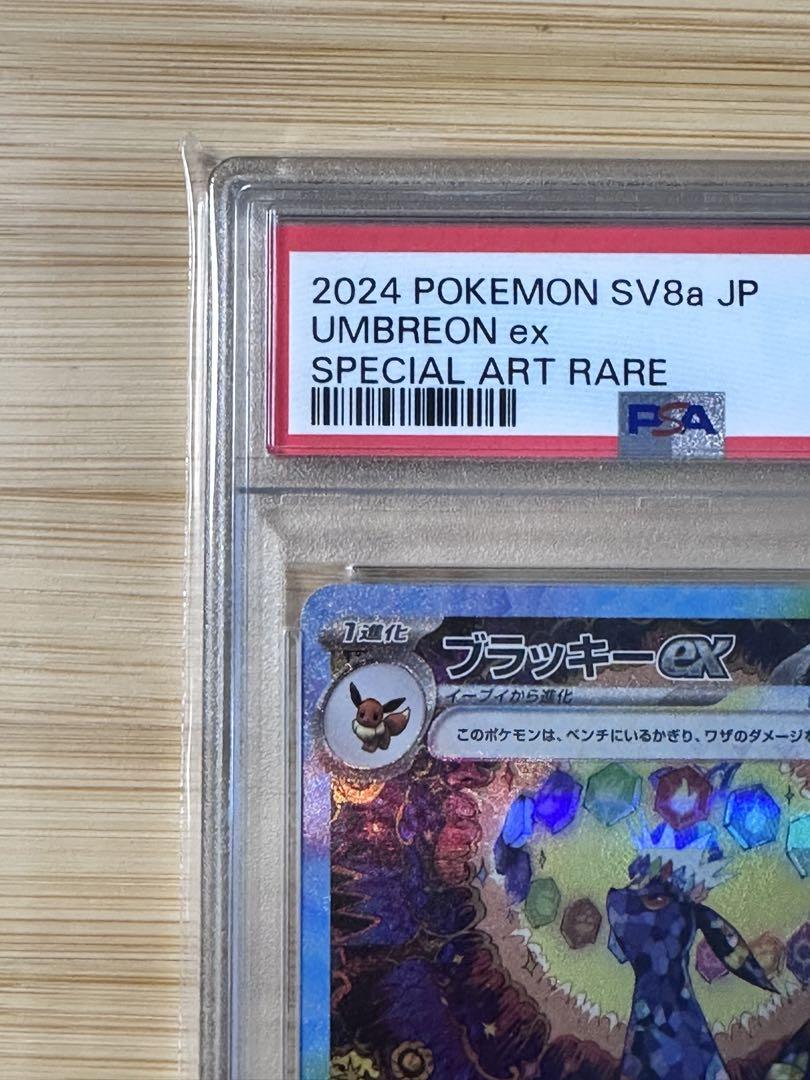 2024 POKEMON SV8a JP
UMBREON ex
SPECIAL ART RARE
PSA
1進化
ブラッキーex
イーブイから進化
このポケモンは、ベンチにいるかぎり、ワザのダメージを